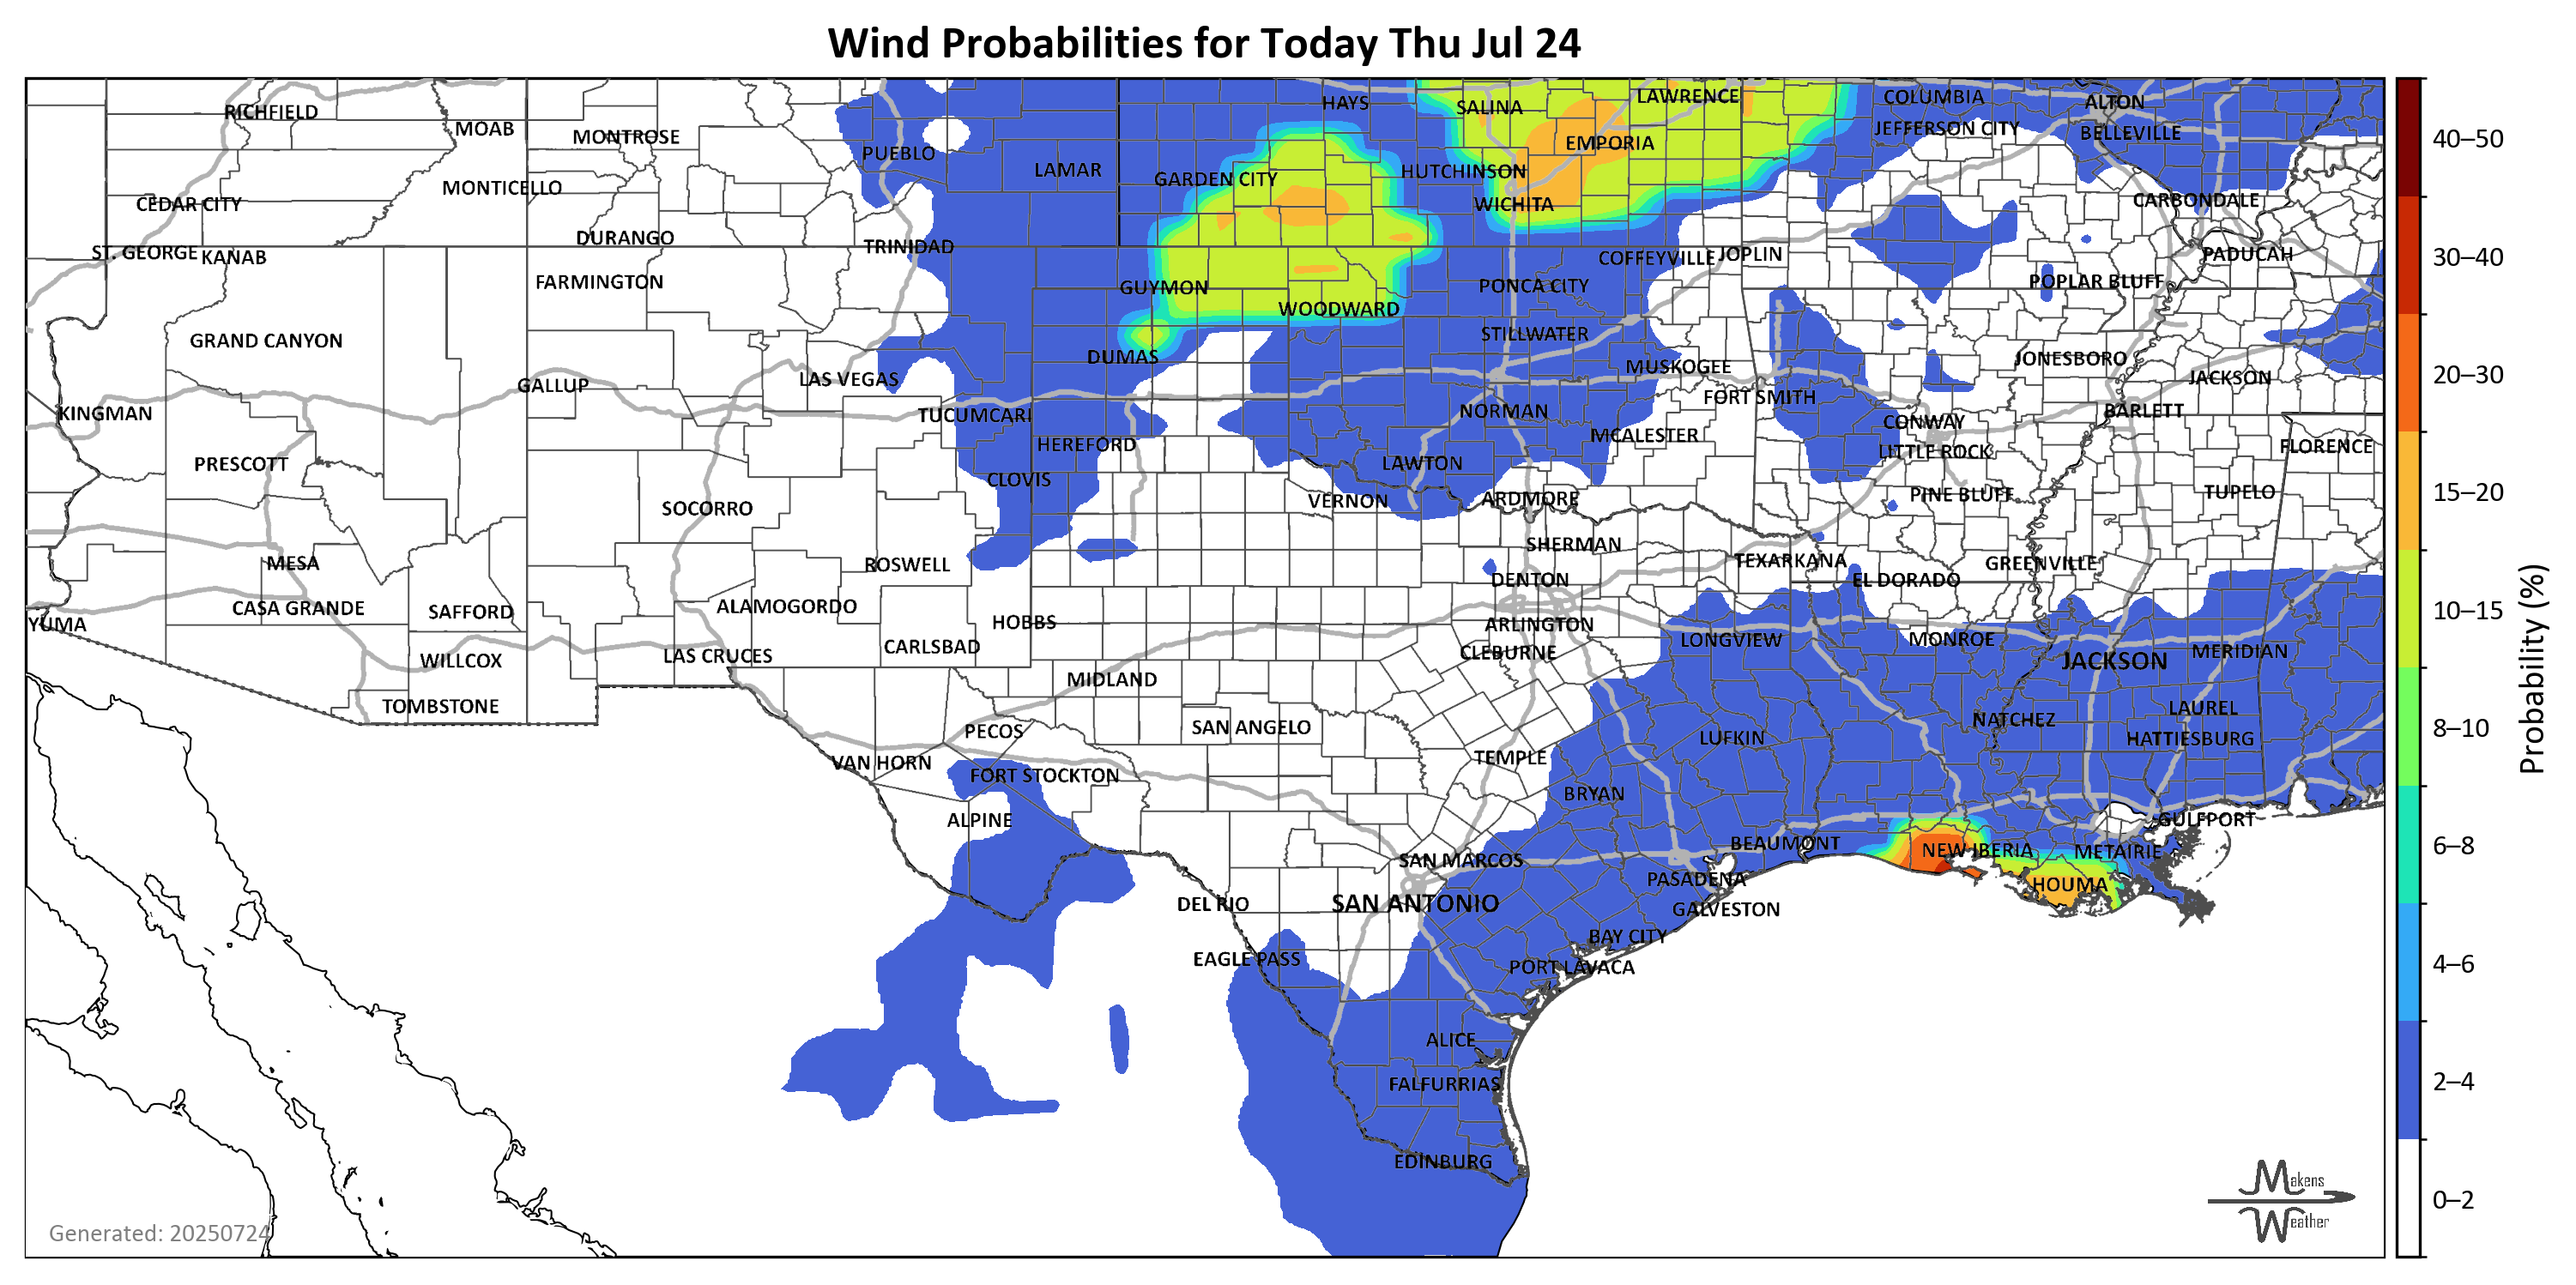 Wind Probabilities for Today Thu Jul 24
RICHFIELD
MOAB
MONTROSE
PUEBLO
LAMAR
HAYS
SALINA
LAWRENCE
COLUMBIA
ALTON
JEFFERSON CITY
BELLEVILLE
EMPORIA
MONTICELLO
GARDEN CITY
HUTCHINSON
CEDAR CITY
WICHITA
CARBONDALE
DURANGO
TRINIDAD
ST. GEORGE
KANAB
COFFEYVILLE
JOPLIN
PADUCAH
FARMINGTON
GUYMON
PONCA CITY
POPLAR BLUFF
WOODWARD
GRAND CANYON
STILLWATER
DUMAS
JONESBORO
MUSKOGEE
LAS VEGAS
JACKSON
GALLUP
FORT SMITH
KINGMAN
TUCUMCARI
NORMAN
BARLETT
CONWAY
HEREFORD
MCALESTER
LITTLE ROCK
FLORENCE
PRESCOTT
LAWTON
CLOVIS
VERNON
ARDMORE
PINE BLUFF
TUPELO
SOCORRO
SHERMAN
MESA
ROSWELL
TEXARKANA
GREENVILLE
DENTON
EL DORADO
CASA GRANDE
SAFFORD
ALAMOGORDO
YUMA
HOBBS
ARLINGTON
LONGVIEW
MONROE
CARLSBAD
CLEBURNE
MERIDIAN
WILLCOX
LAS CRUCES
JACKSON
MIDLAND
TOMBSTONE
LAUREL
NATCHEZ
PECOS
SAN ANGELO
LUFKIN
HATTIESBURG
VAN HORN
TEMPLE
FORT STOCKTON
BRYAN
ALPINE
GULFPORT
BEAUMONT
NEW IBERIA
METAIRIE
SAN MARCOS
PASADENA
HOUMA
DEL RIO
SAN ANTONIO
GALVESTON
BAY CITY
EAGLE PASS
PORT LAVACA
ALICE
FALFURRIAS
EDINBURG
Generated: 20250724
Makens
Weather
40–50
30–40
20–30
15–20
10–15
8–10
6–8
4–6
2–4
0–2
Probability (%)